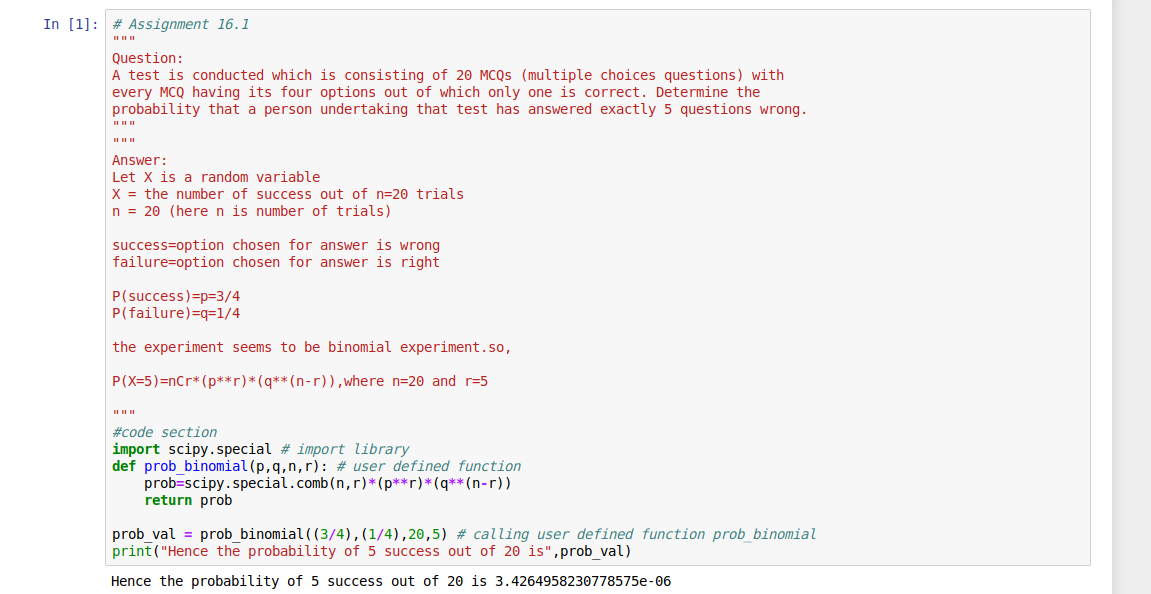 In [1]: # Assignment 16.1
"""
Question:
A test is conducted which is consisting of 20 MCQs (multiple choices questions) with
every MCQ having its four options out of which only one is correct. Determine the
probability that a person undertaking that test has answered exactly 5 questions wrong.
"""
"""
Answer:
Let X is a random variable
X = the number of success out of n=20 trials
n = 20 (here n is number of trials)

success=option chosen for answer is wrong
failure=option chosen for answer is right

P(success)=p=3/4
P(failure)=q=1/4

the experiment seems to be binomial experiment.so,

P(X=5)=nCr*(p**r)*(q**(n-r)),where n=20 and r=5

"""
#code section
import scipy.special # import library
def prob_binomial(p,q,n,r): # user defined function
    prob=scipy.special.comb(n,r)*(p**r)*(q**(n-r))
    return prob

prob_val = prob_binomial((3/4),(1/4),20,5) # calling user defined function prob_binomial
print("Hence the probability of 5 success out of 20 is",prob_val)
Hence the probability of 5 success out of 20 is 3.4264958230778575e-06